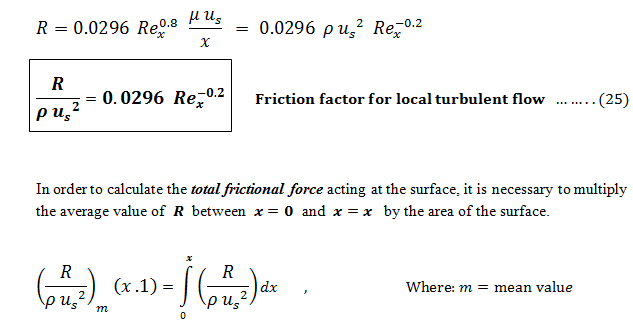 R = 0.0296 Re_x^0.8 (μ u_s / x) = 0.0296 ρ u_s^2 Re_x^−0.2
R / (ρ u_s^2) = 0.0296 Re_x^−0.2 Friction factor for local turbulent flow ........(25)
In order to calculate the total frictional force acting at the surface, it is necessary to multiply
the average value of R between x = 0 and x = x by the area of the surface.
(R / (ρ u_s^2))_m (x .1) = ∫_0^x (R / (ρ u_s^2)) dx , Where: m = mean value